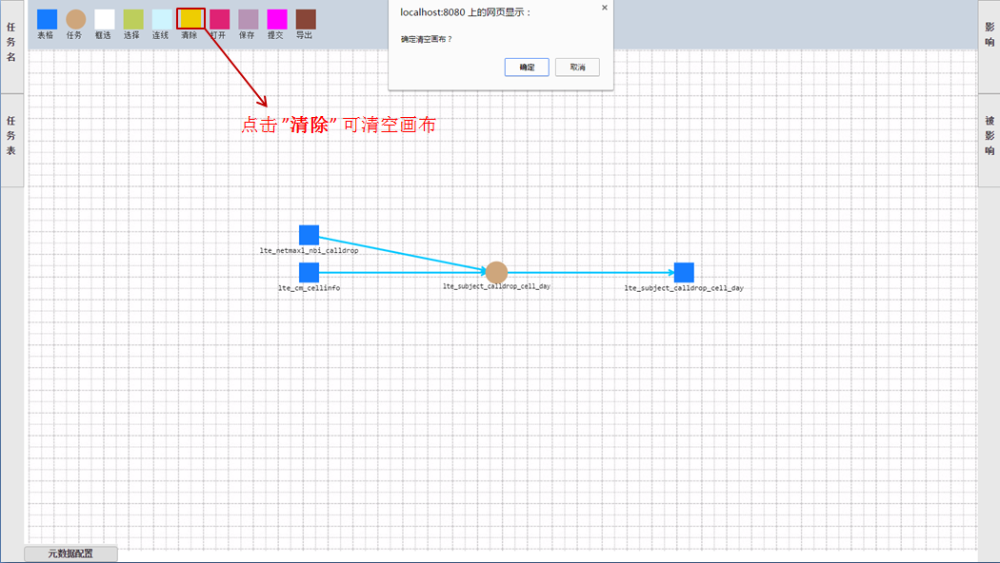 任务名
任务表
表格 任务 框选 选择 连线 清除 打开 保存 提交 导出
localhost:8080 上的网页显示：
×
确定清空画布？
确定 取消
影响
被影响
点击"清除"可清空画布
lte_netmaxl_nbi_calldrop
lte_cm_cellinfo
lte_subject_calldrop_cell_day
lte_subject_calldrop_cell_day
元数据配置